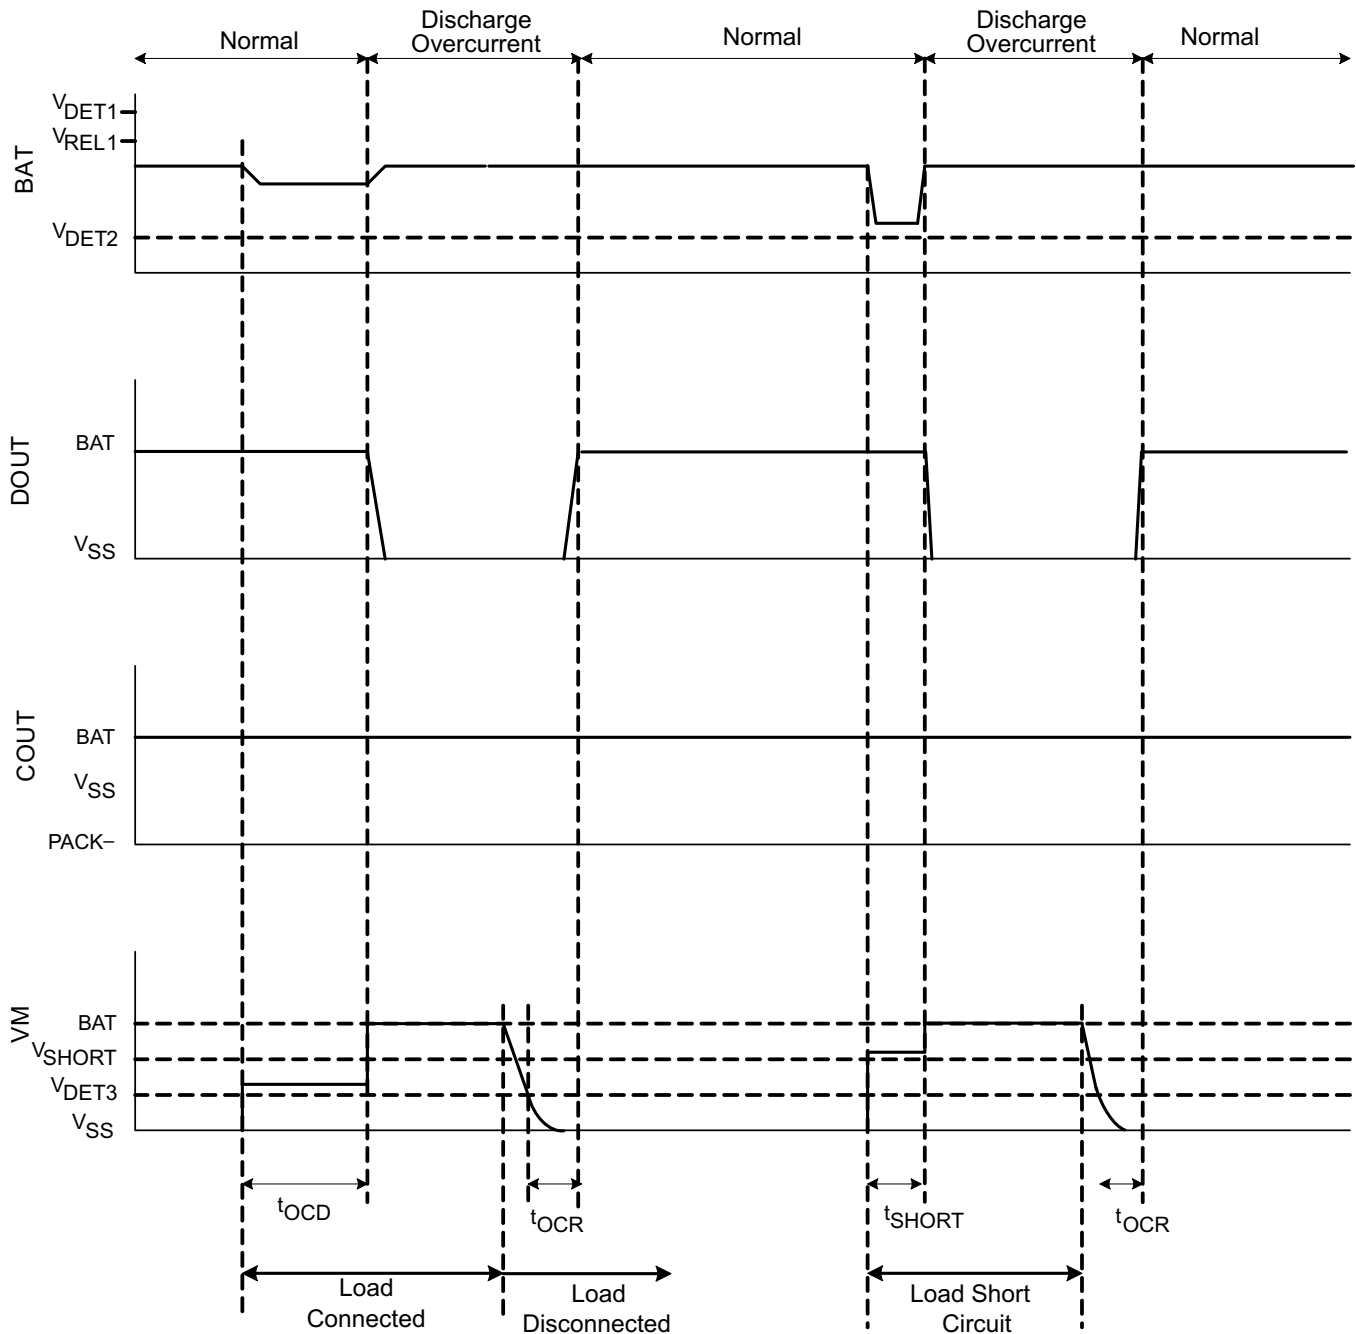 Normal
Discharge
Overcurrent
Normal
Discharge
Overcurrent
Normal
BAT
VDET1
VREL1
VDET2
DOUT
BAT
VSS
COUT
BAT
VSS
PACK–
VM
BAT
VSHORT
VDET3
VSS
tOCD
tOCR
tSHORT
tOCR
Load
Connected
Load
Disconnected
Load Short
Circuit